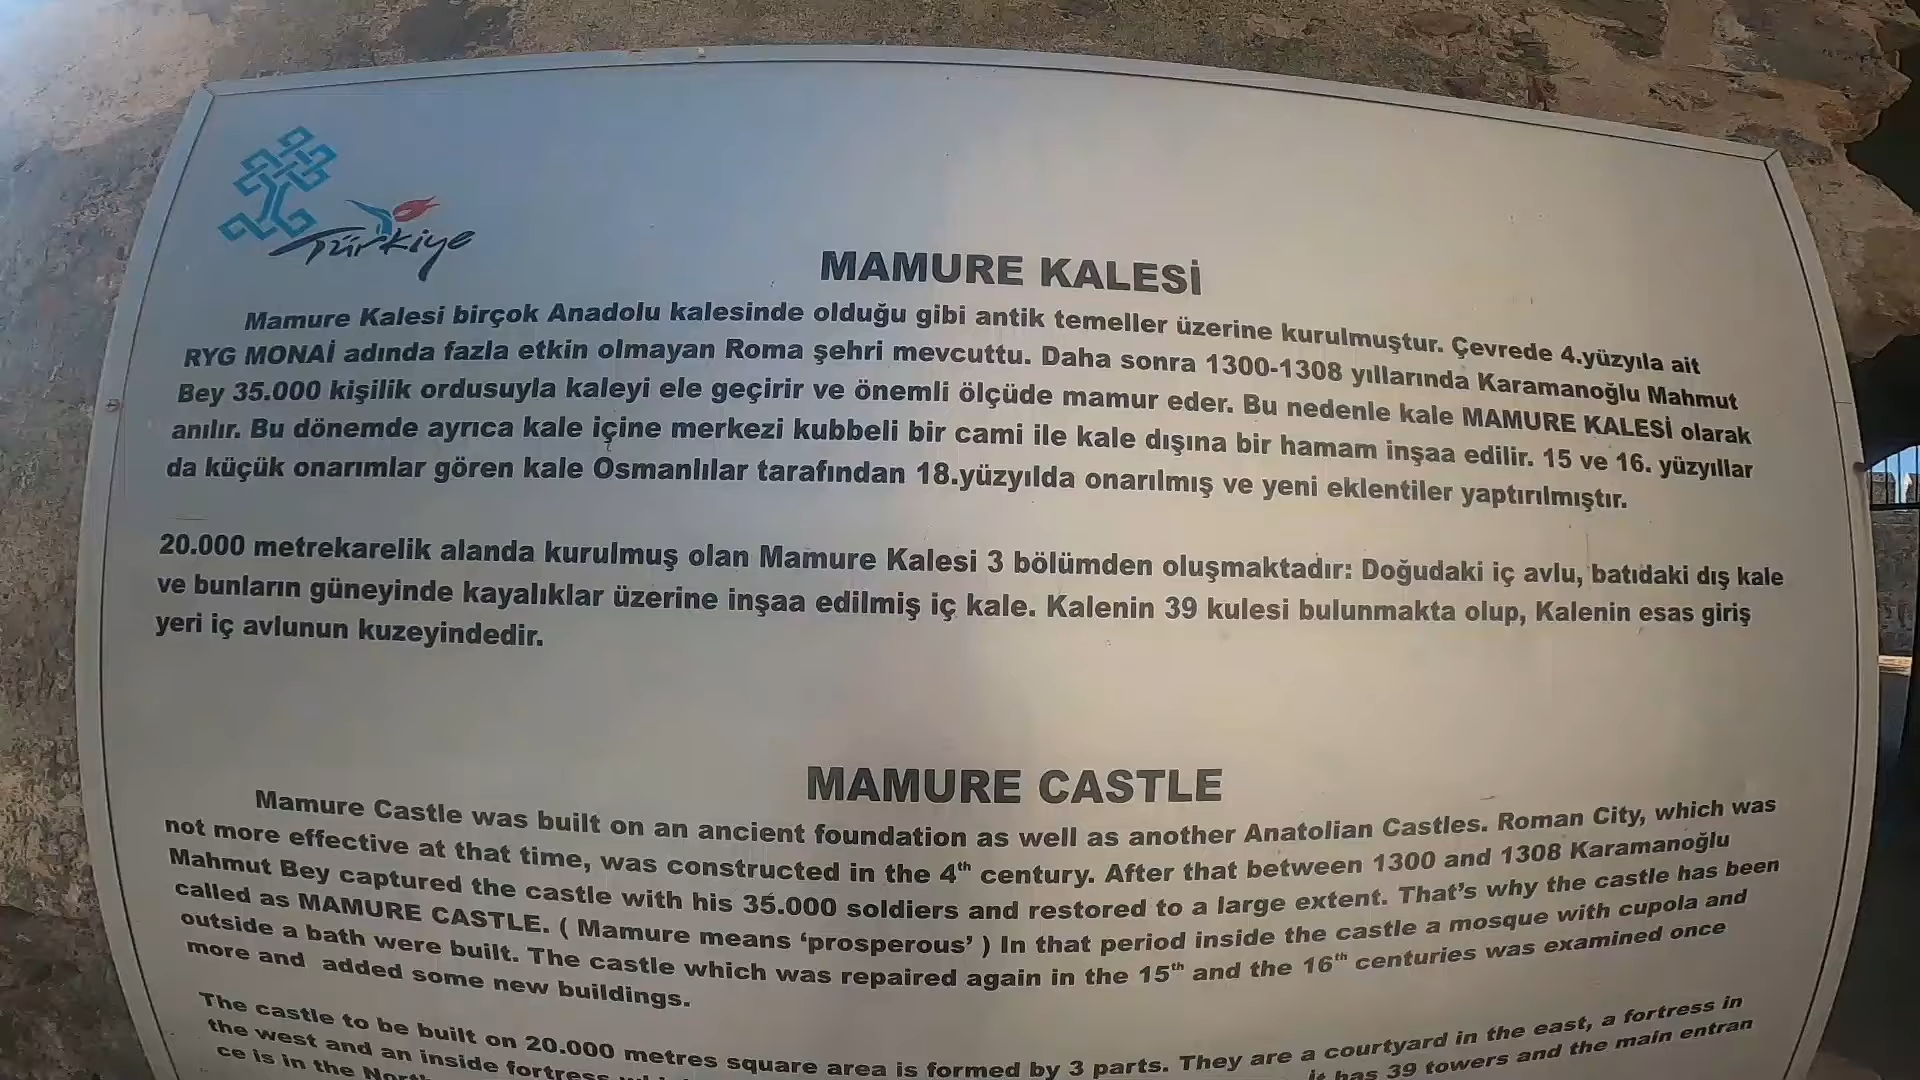 Türkiye
MAMURE KALESİ
Mamure Kalesi birçok Anadolu kalesinde olduğu gibi antik temeller üzerine kurulmuştur. Çevrede 4.yüzyıla ait
RYG MONAİ adında fazla etkin olmayan Roma şehri mevcuttu. Daha sonra 1300-1308 yıllarında Karamanoğlu Mahmut
Bey 35.000 kişilik ordusuyla kaleyi ele geçirir ve önemli ölçüde mamur eder. Bu nedenle kale MAMURE KALESİ olarak
anılır. Bu dönemde ayrıca kale içine merkezi kubbeli bir cami ile kale dışına bir hamam inşaa edilir. 15 ve 16. yüzyıllar
da küçük onarımlar gören kale Osmanlılar tarafından 18.yüzyılda onarılmış ve yeni eklentiler yaptırılmıştır.
20.000 metrekarelik alanda kurulmuş olan Mamure Kalesi 3 bölümden oluşmaktadır: Doğudaki iç avlu, batıdaki dış kale
ve bunların güneyinde kayalıklar üzerine inşaa edilmiş iç kale. Kalenin 39 kulesi bulunmakta olup, Kalenin esas giriş
yeri iç avlunun kuzeyindedir.
MAMURE CASTLE
Mamure Castle was built on an ancient foundation as well as another Anatolian Castles. Roman City, which was
not more effective at that time, was constructed in the 4th century. After that between 1300 and 1308 Karamanoğlu
Mahmut Bey captured the castle with his 35.000 soldiers and restored to a large extent. That's why the castle has been
called as MAMURE CASTLE. ( Mamure means 'prosperous' ) In that period inside the castle a mosque with cupola and
outside a bath were built. The castle which was repaired again in the 15th and the 16th centuries was examined once
more and added some new buildings.
The castle to be built on 20.000 metres square area is formed by 3 parts. They are a courtyard in the east, a fortress in
the west and an inside fortress it has 39 towers and the main entran
ce is in the